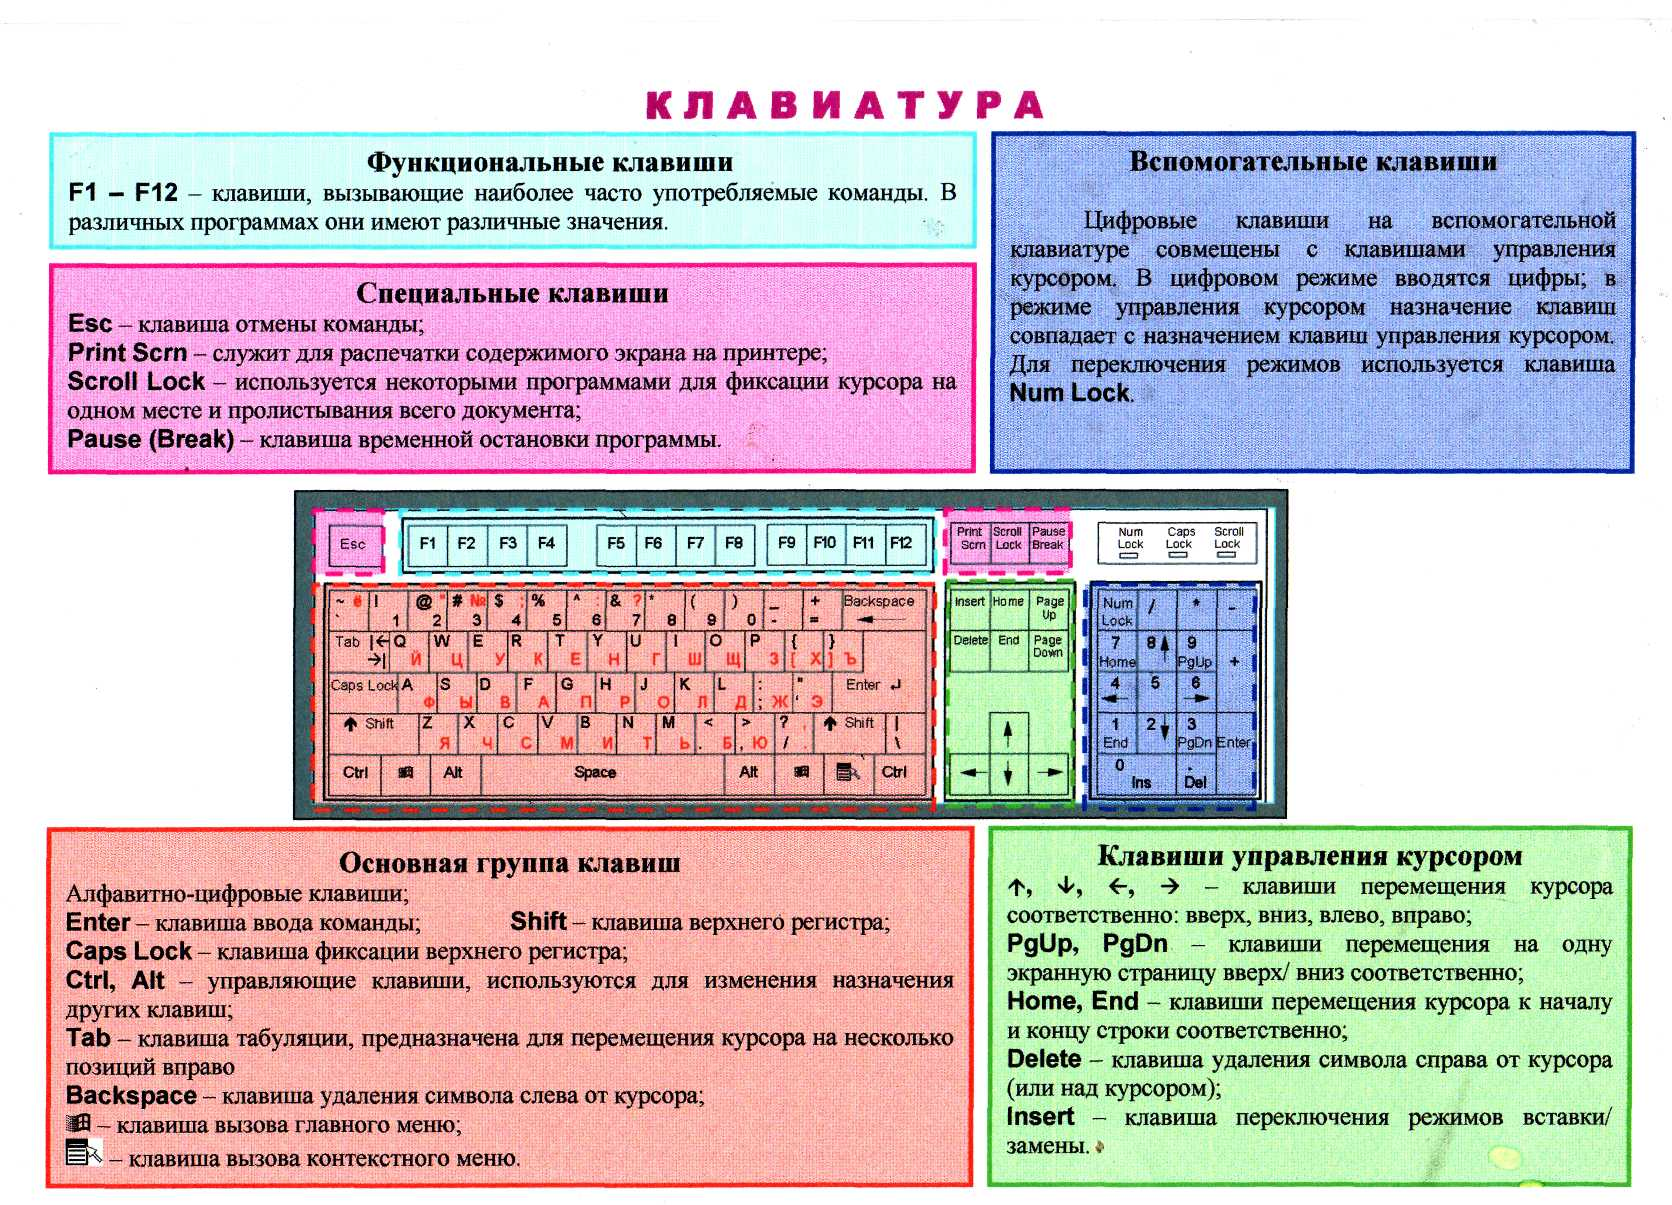 КЛАВИАТУРА
Функциональные клавиши
F1 – F12 – клавиши, вызывающие наиболее часто употребляемые команды. В
различных программах они имеют различные значения.
Специальные клавиши
Esc – клавиша отмены команды;
Print Scrn – служит для распечатки содержимого экрана на принтере;
Scroll Lock – используется некоторыми программами для фиксации курсора на
одном месте и пролистывания всего документа;
Pause (Break) – клавиша временной остановки программы.
Вспомогательные клавиши
Цифровые клавиши на вспомогательной
клавиатуре совмещены с клавишами управления
курсором. В цифровом режиме вводятся цифры; в
режиме управления курсором назначение клавиш
совпадает с назначением клавиш управления курсором.
Для переключения режимов используется клавиша
Num Lock.
Esc F1 F2 F3 F4 F5 F6 F7 F8 F9 F10 F11 F12 Print Scrn Scroll Lock Pause Break Num Lock Caps Lock Scroll Lock
~ ё ` ! 1 @ " 2 # № 3 $ ; 4 % 5 ^ : 6 & ? 7 * 8 ( 9 ) 0 _ - + = Backspace ← Insert Home Page Up Num Lock / * -
Tab Q Й W Ц E У R К T Е Y Н U Г I Ш O Щ P З { [ Х } ] Ъ Delete End Page Down 7 Home 8 ↑ 9 PgUp +
Caps Lock A Ф S Ы D В F А G П H Р J О K Л L Д : ; Ж " ' Э Enter ↲ 4 ← 5 6 →
↑ Shift Z Я X Ч C С V М B И N Т M Ь < . Б > , Ю ? / , . ↑ Shift | \ ↑ 1 End 2 ↓ 3 PgDn Enter
Ctrl Alt Space Alt Ctrl ← ↓ → 0 Ins . Del
Основная группа клавиш
Алфавитно-цифровые клавиши;
Enter – клавиша ввода команды; Shift – клавиша верхнего регистра;
Caps Lock – клавиша фиксации верхнего регистра;
Ctrl, Alt – управляющие клавиши, используются для изменения назначения
других клавиш;
Tab – клавиша табуляции, предназначена для перемещения курсора на несколько
позиций вправо
Backspace – клавиша удаления символа слева от курсора;
– клавиша вызова главного меню;
– клавиша вызова контекстного меню.
Клавиши управления курсором
↑, ↓, ←, → – клавиши перемещения курсора
соответственно: вверх, вниз, влево, вправо;
PgUp, PgDn – клавиши перемещения на одну
экранную страницу вверх/ вниз соответственно;
Home, End – клавиши перемещения курсора к началу
и концу строки соответственно;
Delete – клавиша удаления символа справа от курсора
(или над курсором);
Insert – клавиша переключения режимов вставки/
замены.